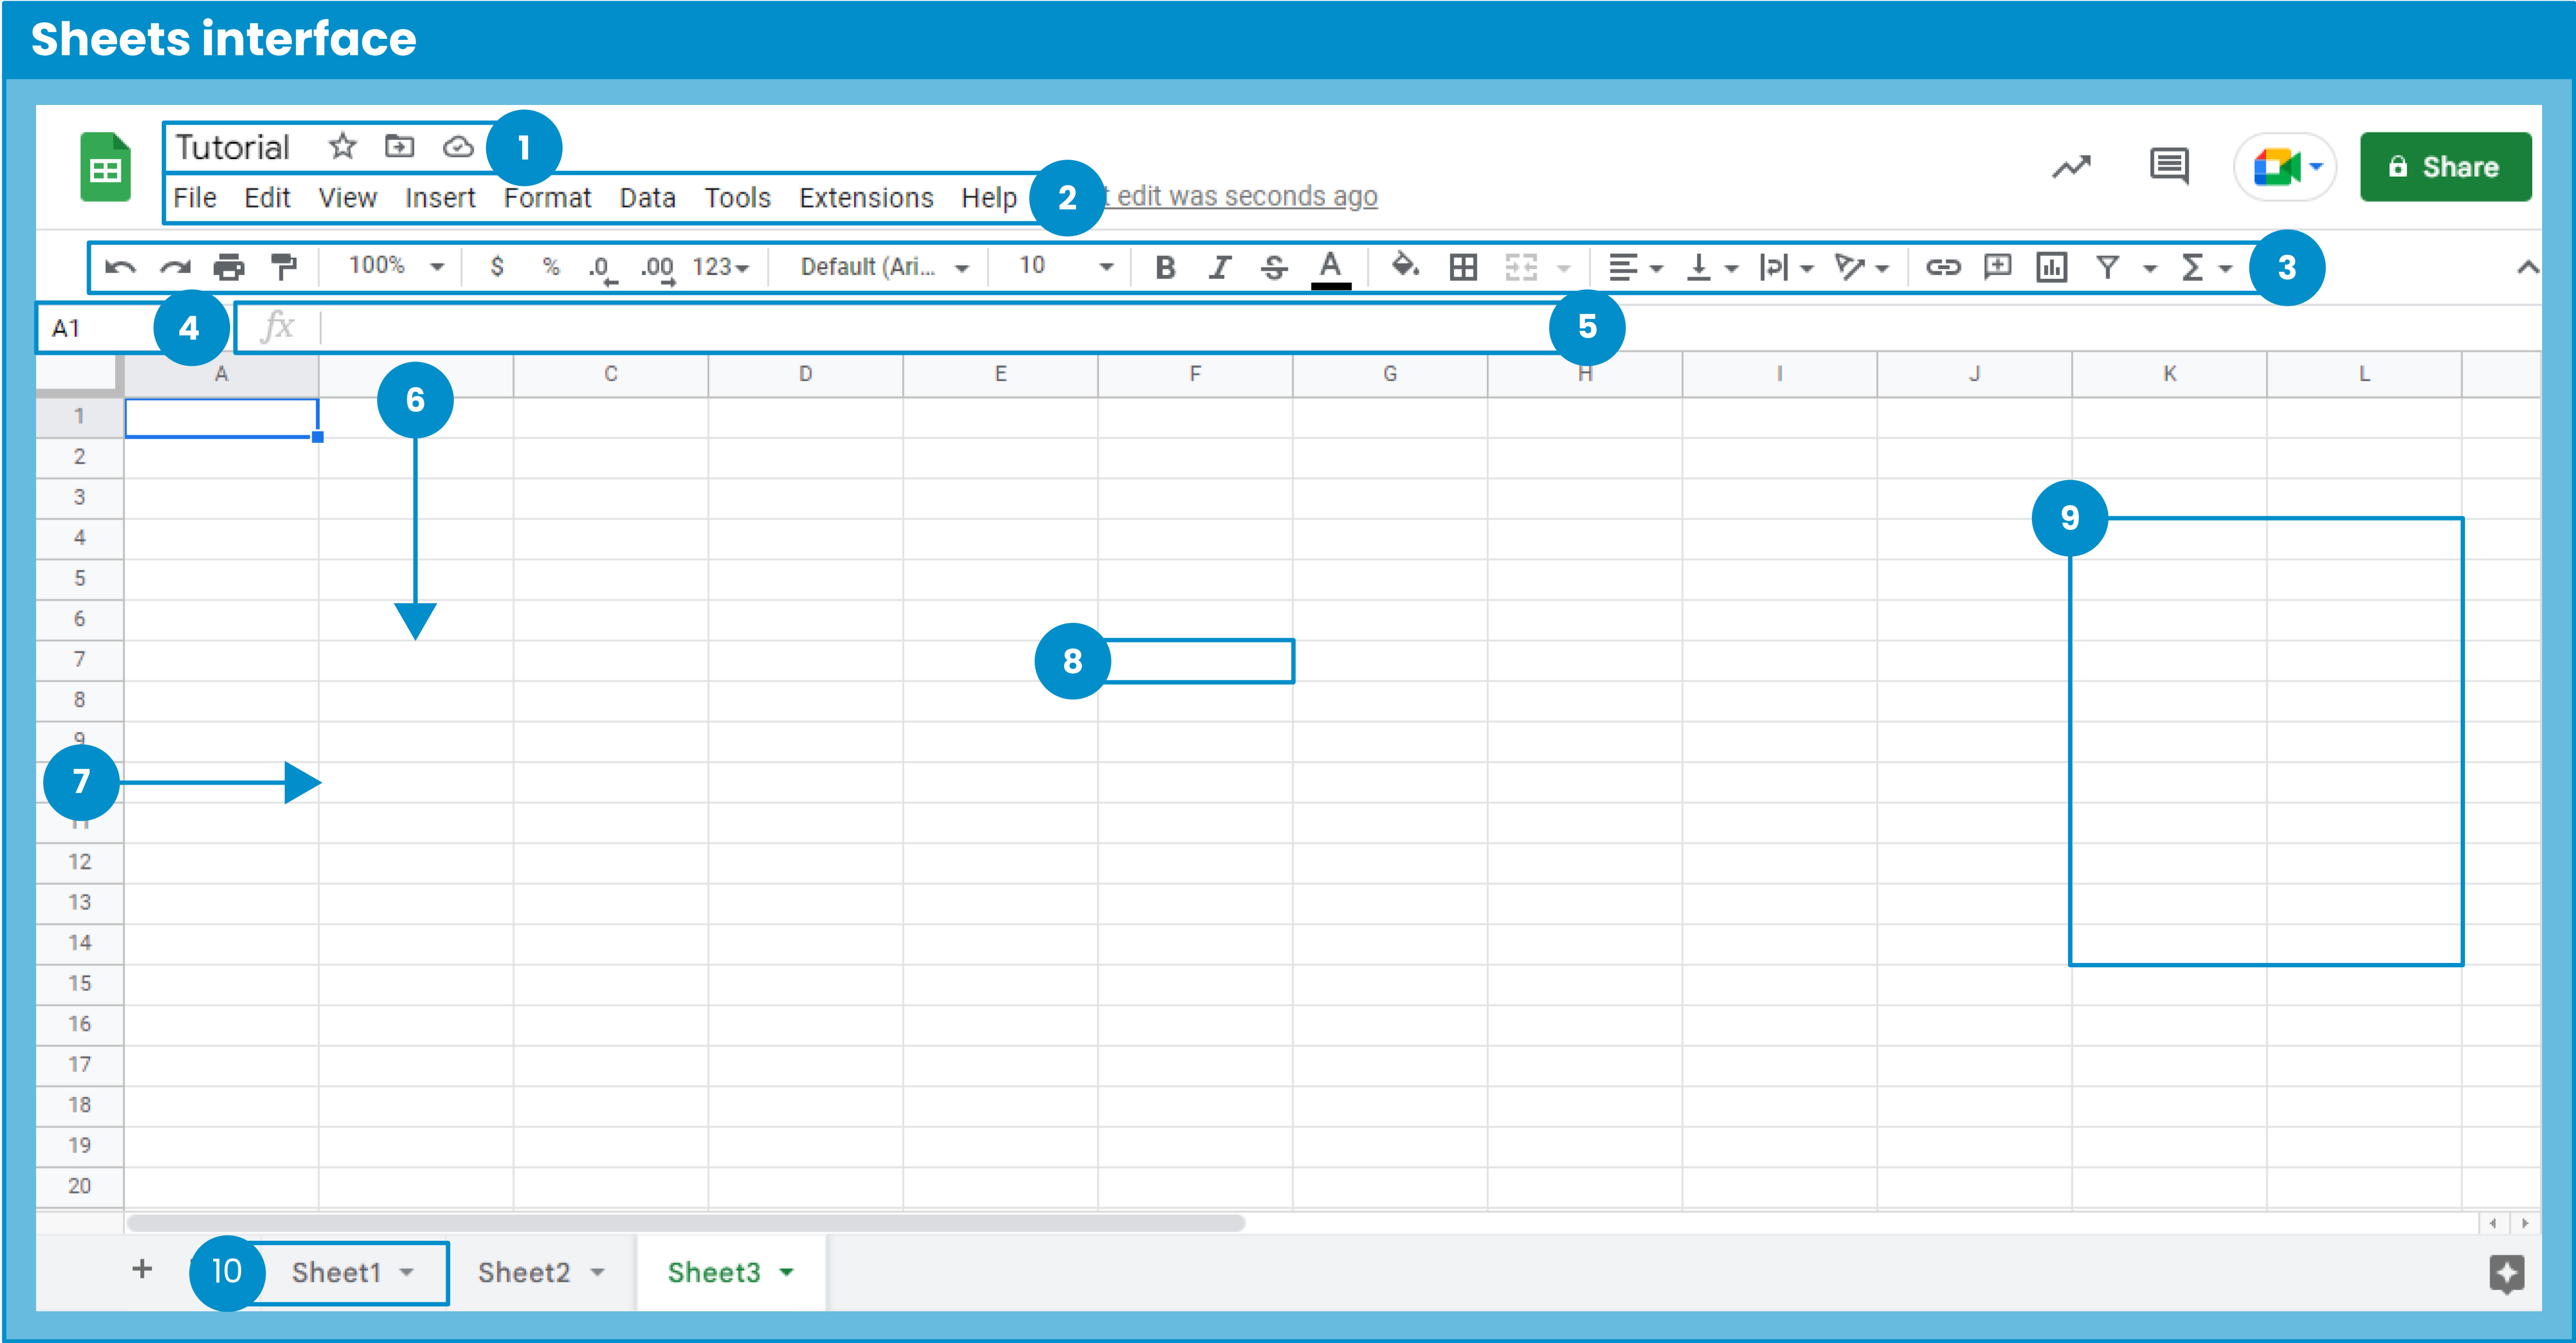 Sheets interface
Tutorial 1
File Edit View Insert Format Data Tools Extensions Help 2 t edit was seconds ago
Share
100% $ % .0 .00 123 Default (Ari... 10 B I S A 3
A1 4 fx 5
A C D E F G H I J K L
6
1
2
3
9
4
5
6
7
8
8
9
7
11
12
13
14
15
16
17
18
19
20
+ 10 Sheet1 Sheet2 Sheet3